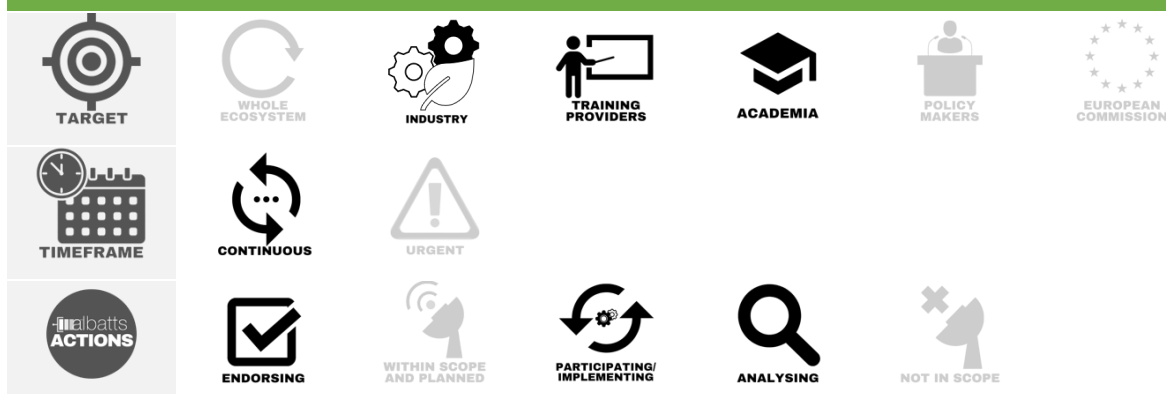 TARGET
WHOLE
ECOSYSTEM
INDUSTRY
TRAINING
PROVIDERS
ACADEMIA
POLICY
MAKERS
EUROPEAN
COMMISSION
TIMEFRAME
CONTINUOUS
URGENT
albatts
ACTIONS
ENDORSING
WITHIN SCOPE
AND PLANNED
PARTICIPATING/
IMPLEMENTING
ANALYSING
NOT IN SCOPE